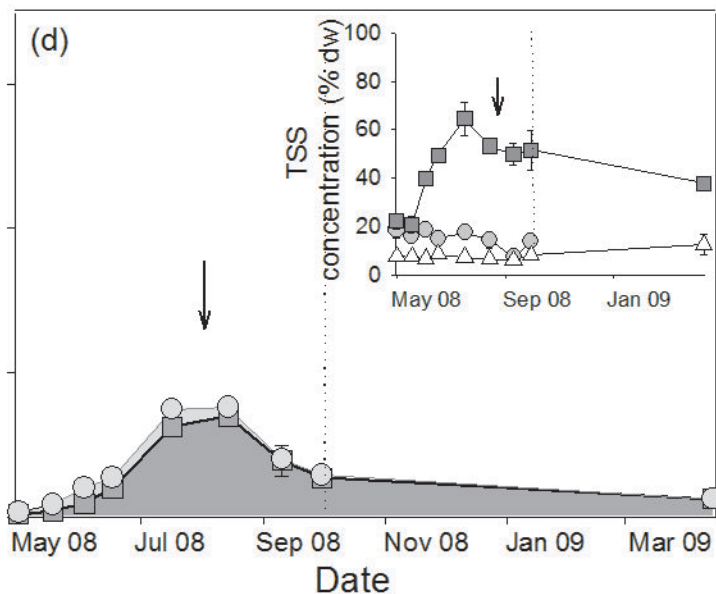 (d)
TSS
concentration (% dw)
100
80
60
40
20
0
May 08 Sep 08 Jan 09
May 08 Jul 08 Sep 08 Nov 08 Jan 09 Mar 09
Date